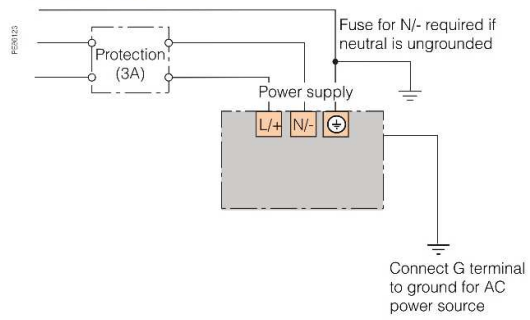 PE90123
Fuse for N/- required if
neutral is ungrounded
Protection
(3A)
Power supply
L/+ N/-
Connect G terminal
to ground for AC
power source